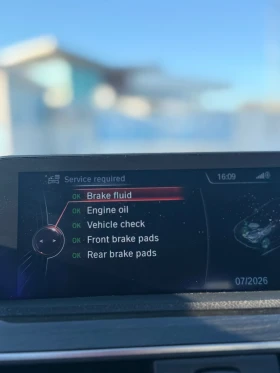 Service required
16:09
OK Brake fluid
OK Engine oil
OK Vehicle check
OK Front brake pads
OK Rear brake pads
07/2026